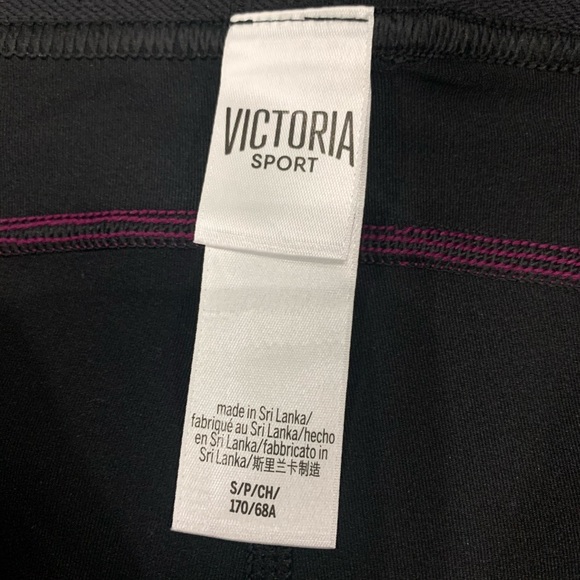 VICTORIA
SPORT
made in Sri Lanka/
fabriqué au Sri Lanka/hecho
en Sri Lanka/fabbricato in
Sri Lanka/斯里兰卡制造
S/P/CH/
170/68A